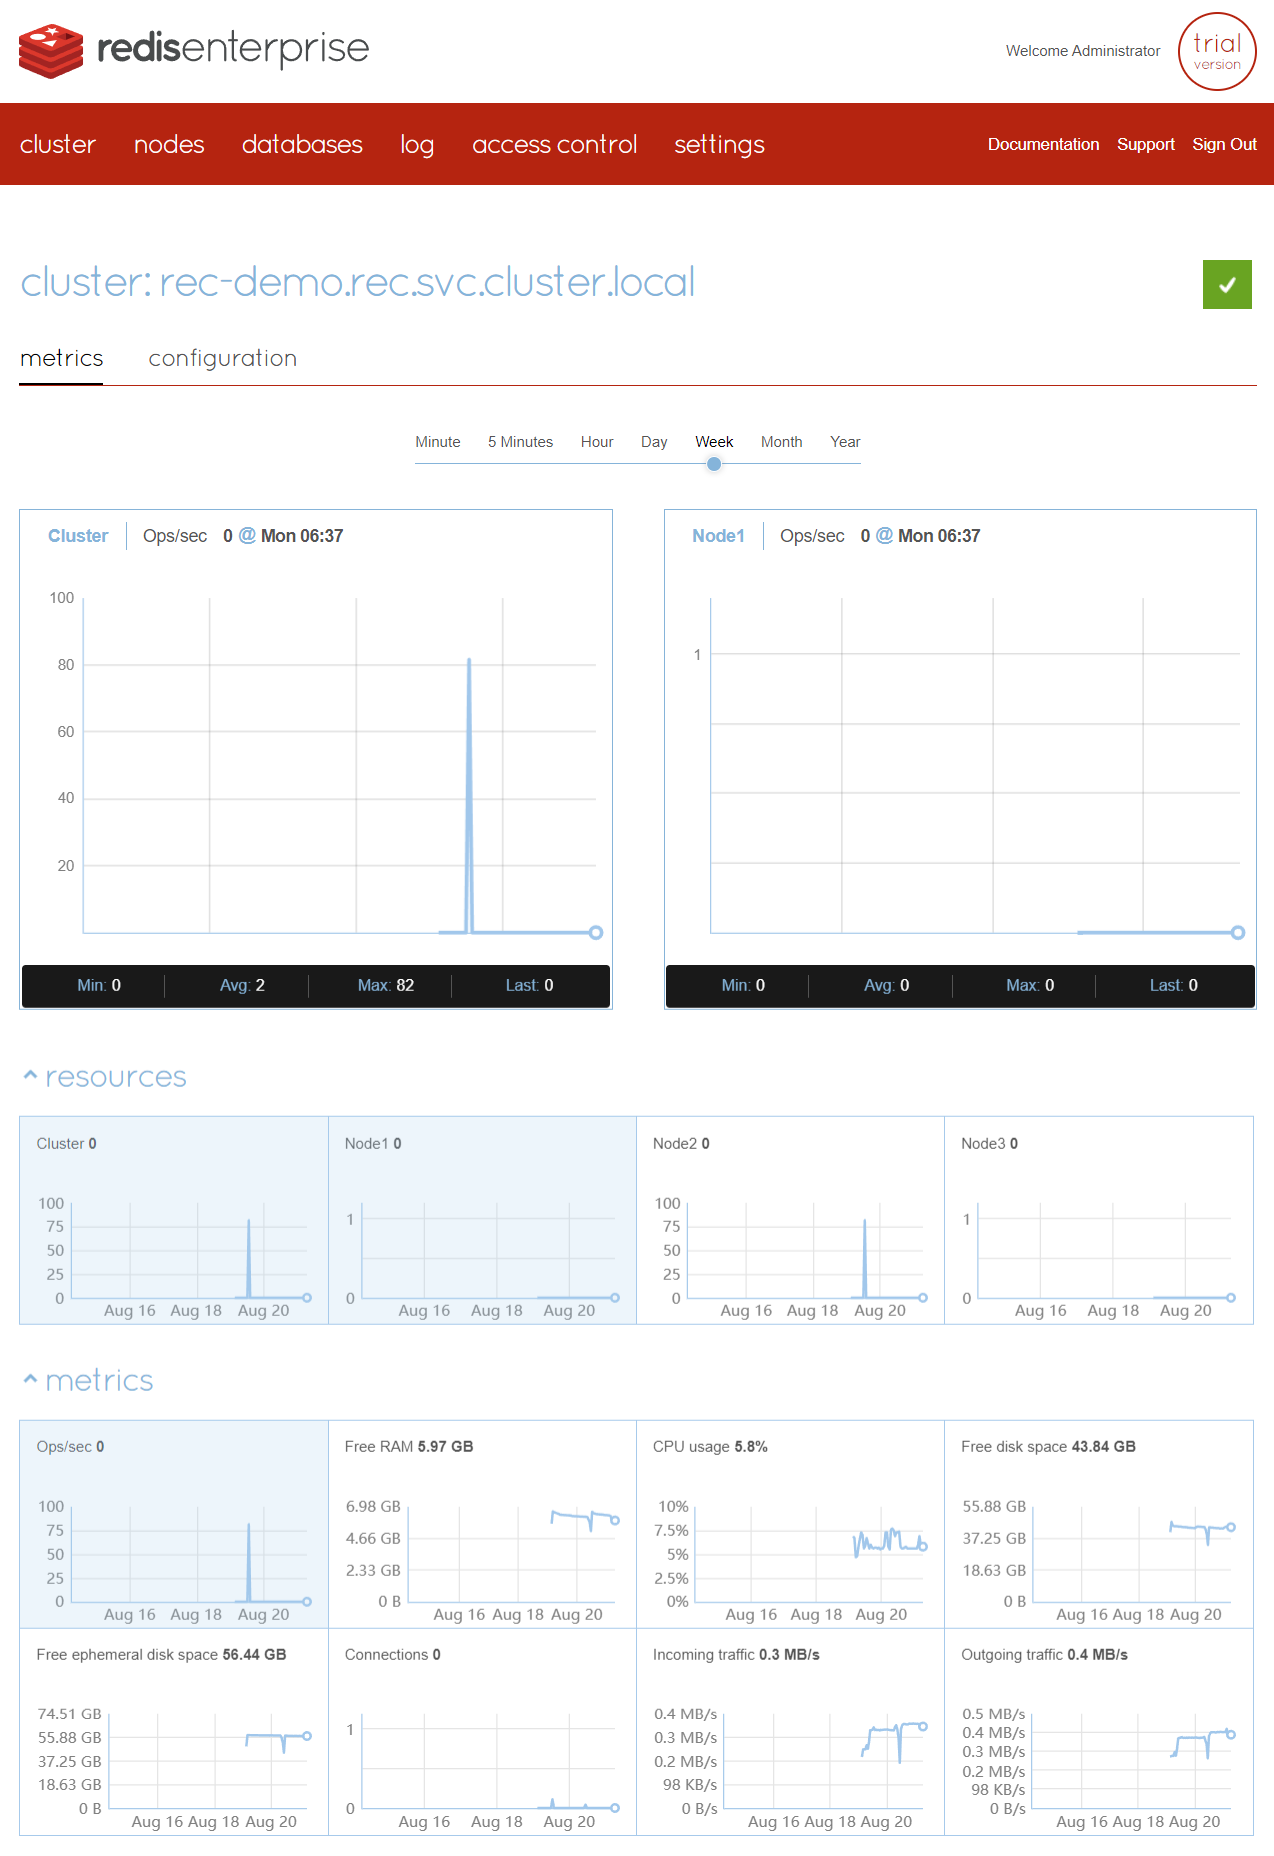 redisenterprise
Welcome Administrator
trial
version
cluster nodes databases log access control settings
Documentation Support Sign Out
cluster: rec-demo.rec.svc.cluster.local
metrics configuration
Minute 5 Minutes Hour Day Week Month Year
Cluster Ops/sec 0 @ Mon 06:37
100
80
60
40
20
Min: 0 Avg: 2 Max: 82 Last: 0
Node1 Ops/sec 0 @ Mon 06:37
1
Min: 0 Avg: 0 Max: 0 Last: 0
resources
Cluster 0
100
75
50
25
0
Aug 16 Aug 18 Aug 20
Node1 0
1
0
Aug 16 Aug 18 Aug 20
Node2 0
100
75
50
25
0
Aug 16 Aug 18 Aug 20
Node3 0
1
0
Aug 16 Aug 18 Aug 20
metrics
Ops/sec 0
100
75
50
25
0
Aug 16 Aug 18 Aug 20
Free RAM 5.97 GB
6.98 GB
4.66 GB
2.33 GB
0 B
Aug 16 Aug 18 Aug 20
CPU usage 5.8%
10%
7.5%
5%
2.5%
0%
Aug 16 Aug 18 Aug 20
Free disk space 43.84 GB
55.88 GB
37.25 GB
18.63 GB
0 B
Aug 16 Aug 18 Aug 20
Free ephemeral disk space 56.44 GB
74.51 GB
55.88 GB
37.25 GB
18.63 GB
0 B
Aug 16 Aug 18 Aug 20
Connections 0
1
0
Aug 16 Aug 18 Aug 20
Incoming traffic 0.3 MB/s
0.4 MB/s
0.3 MB/s
0.2 MB/s
98 KB/s
0 B/s
Aug 16 Aug 18 Aug 20
Outgoing traffic 0.4 MB/s
0.5 MB/s
0.4 MB/s
0.3 MB/s
0.2 MB/s
98 KB/s
0 B/s
Aug 16 Aug 18 Aug 20